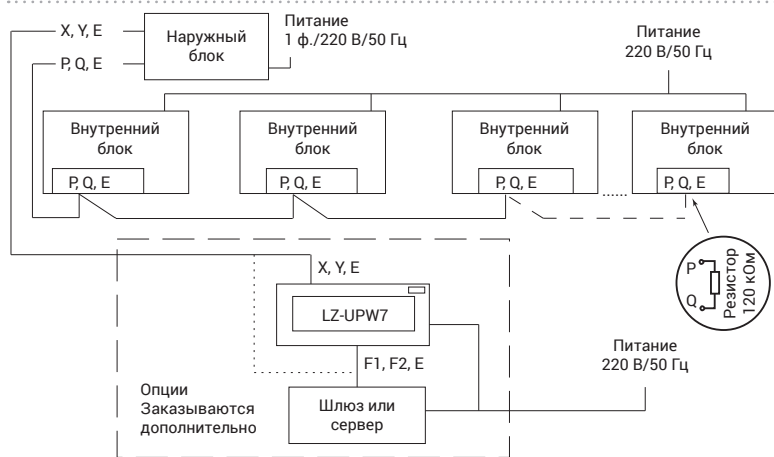 X, Y, E
P, Q, E
Наружный
блок
Питание
1 ф./220 В/50 Гц
Питание
220 В/50 Гц
Внутренний
блок
P, Q, E
Внутренний
блок
P, Q, E
Внутренний
блок
P, Q, E
Внутренний
блок
P, Q, E
P
Q
Резистор
120 кОм
X, Y, E
LZ-UPW7
F1, F2, E
Шлюз или
сервер
Опции
Заказываются
дополнительно
Питание
220 В/50 Гц